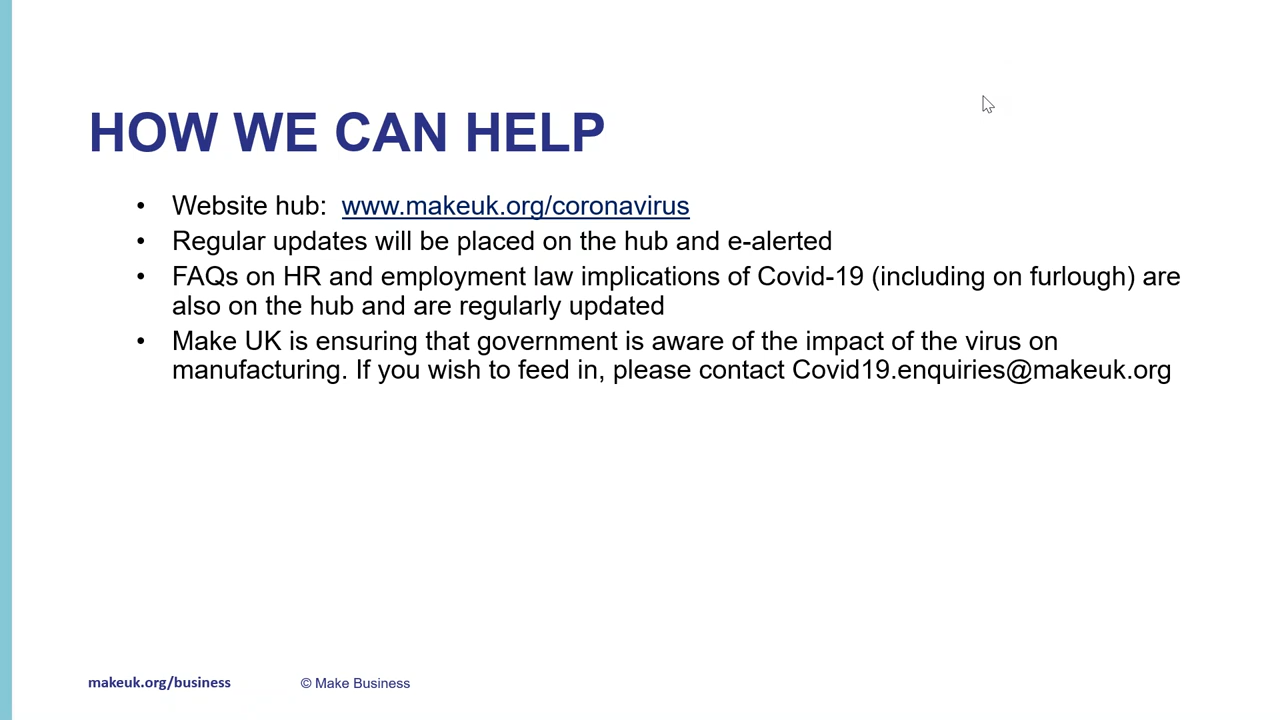 HOW WE CAN HELP
• Website hub: www.makeuk.org/coronavirus
• Regular updates will be placed on the hub and e-alerted
• FAQs on HR and employment law implications of Covid-19 (including on furlough) are
also on the hub and are regularly updated
• Make UK is ensuring that government is aware of the impact of the virus on
manufacturing. If you wish to feed in, please contact Covid19.enquiries@makeuk.org
makeuk.org/business
© Make Business